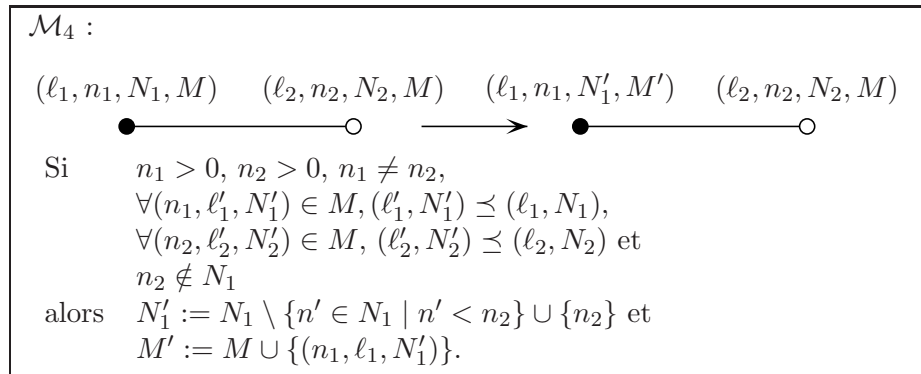 ℳ₄ :
(ℓ₁, n₁, N₁, M) (ℓ₂, n₂, N₂, M) (ℓ₁, n₁, N′₁, M′) (ℓ₂, n₂, N₂, M)
Si n₁ > 0, n₂ > 0, n₁ ≠ n₂,
∀(n₁, ℓ′₁, N′₁) ∈ M, (ℓ′₁, N′₁) ⪯ (ℓ₁, N₁),
∀(n₂, ℓ′₂, N′₂) ∈ M, (ℓ′₂, N′₂) ⪯ (ℓ₂, N₂) et
n₂ ∉ N₁
alors N′₁ := N₁ \ {n′ ∈ N₁ | n′ < n₂} ∪ {n₂} et
M′ := M ∪ {(n₁, ℓ₁, N′₁)}.